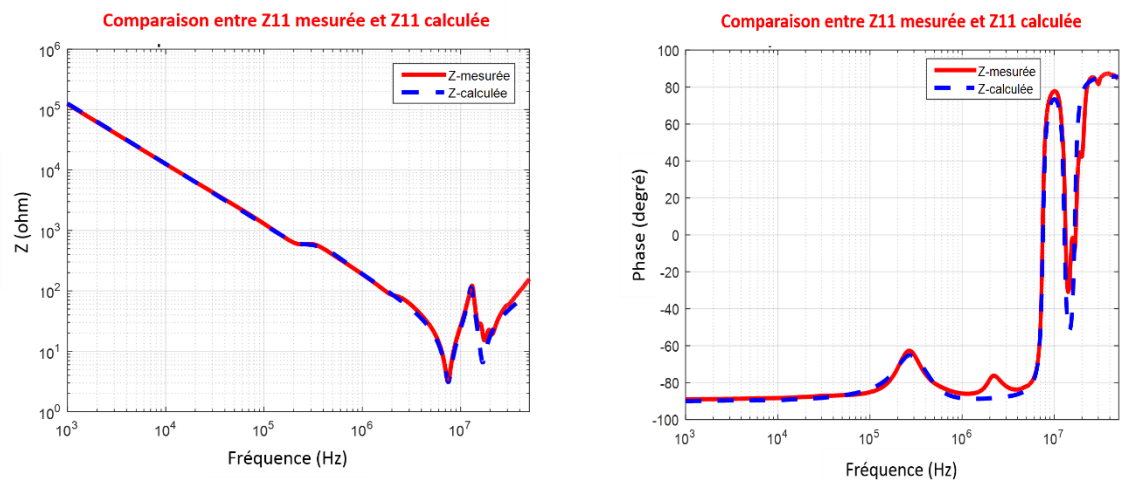 Comparaison entre Z11 mesurée et Z11 calculée
10^6
10^5
10^4
10^3
10^2
10^1
10^0
Z (ohm)
Z-mesurée
Z-calculée
10^3
10^4
10^5
10^6
10^7
Fréquence (Hz)
Comparaison entre Z11 mesurée et Z11 calculée
100
80
60
40
20
0
-20
-40
-60
-80
-100
Phase (degré)
Z-mesurée
Z-calculée
10^3
10^4
10^5
10^6
10^7
Fréquence (Hz)